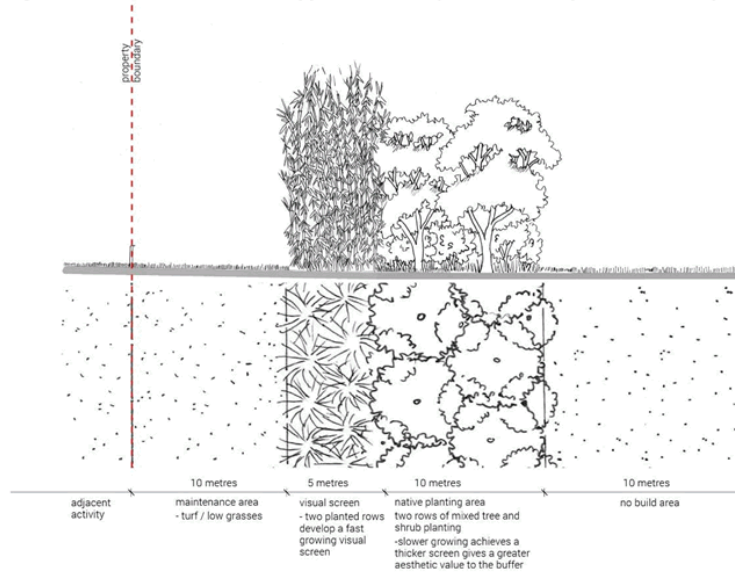 property
boundary
10 metres
5 metres
10 metres
10 metres
adjacent
activity
maintenance area
- turf / low grasses
visual screen
- two planted rows
develop a fast
growing visual
screen
native planting area
two rows of mixed tree and
shrub planting
-slower growing achieves a
thicker screen gives a greater
aesthetic value to the buffer
no build area